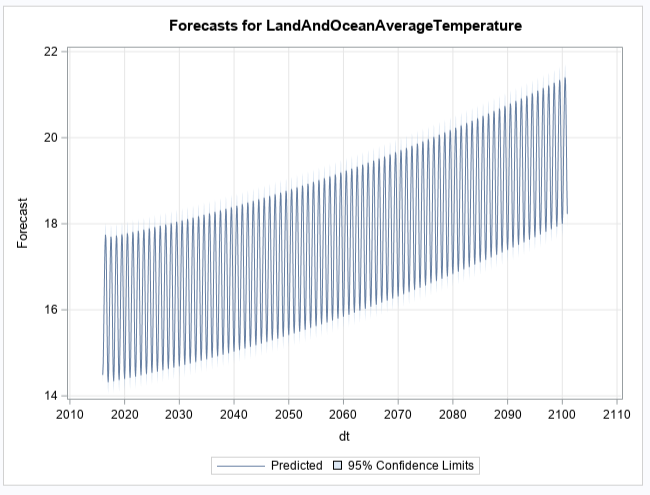 Forecasts for LandAndOceanAverageTemperature
22
20
18
16
14
Forecast
2010 2020 2030 2040 2050 2060 2070 2080 2090 2100 2110
dt
Predicted 95% Confidence Limits